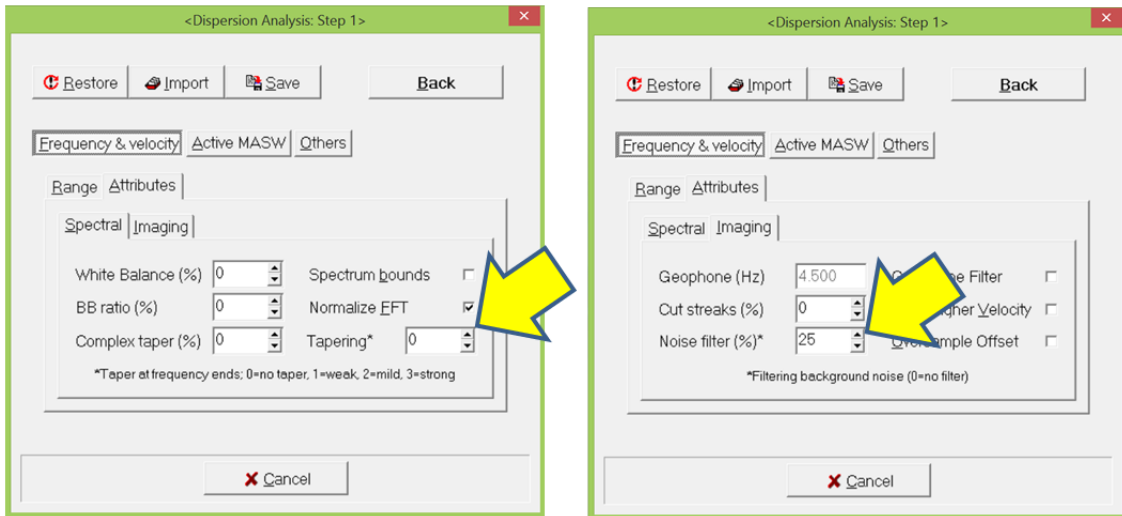 <Dispersion Analysis: Step 1>
Restore Import Save Back
Frequency & velocity Active MASW Others
Range Attributes
Spectral Imaging
White Balance (%) 0 Spectrum bounds
BB ratio (%) 0 Normalize FFT
Complex taper (%) 0 Tapering* 0
*Taper at frequency ends; 0=no taper, 1=weak, 2=mild, 3=strong
Cancel
<Dispersion Analysis: Step 1>
Restore Import Save Back
Frequency & velocity Active MASW Others
Range Attributes
Spectral Imaging
Geophone (Hz) 4.500 Filter
Cut streaks (%) 0 Velocity
Noise filter (%)* 25 Offset
*Filtering background noise (0=no filter)
Cancel